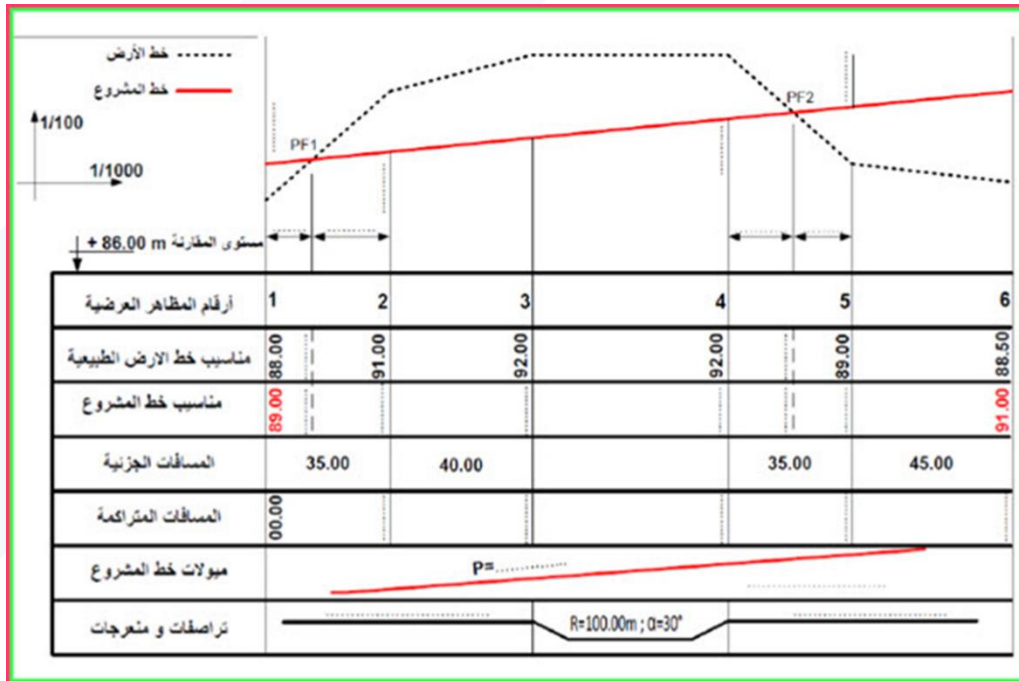 خط الأرض
خط المشروع
1/100
1/1000
PF1
PF2
مستوى المقارنة + 86.00 m
أرقام المظاهر العرضية 1 2 3 4 5 6
مناسيب خط الارض الطبيعية 88.00 91.00 92.00 92.00 89.00 88.50
مناسيب خط المشروع 89.00 91.00
المسافات الجزئية 35.00 40.00 35.00 45.00
المسافات المتراكمة 00.00
ميولات خط المشروع P=............
تراصفات و منعرجات R=100.00m ; α=30°